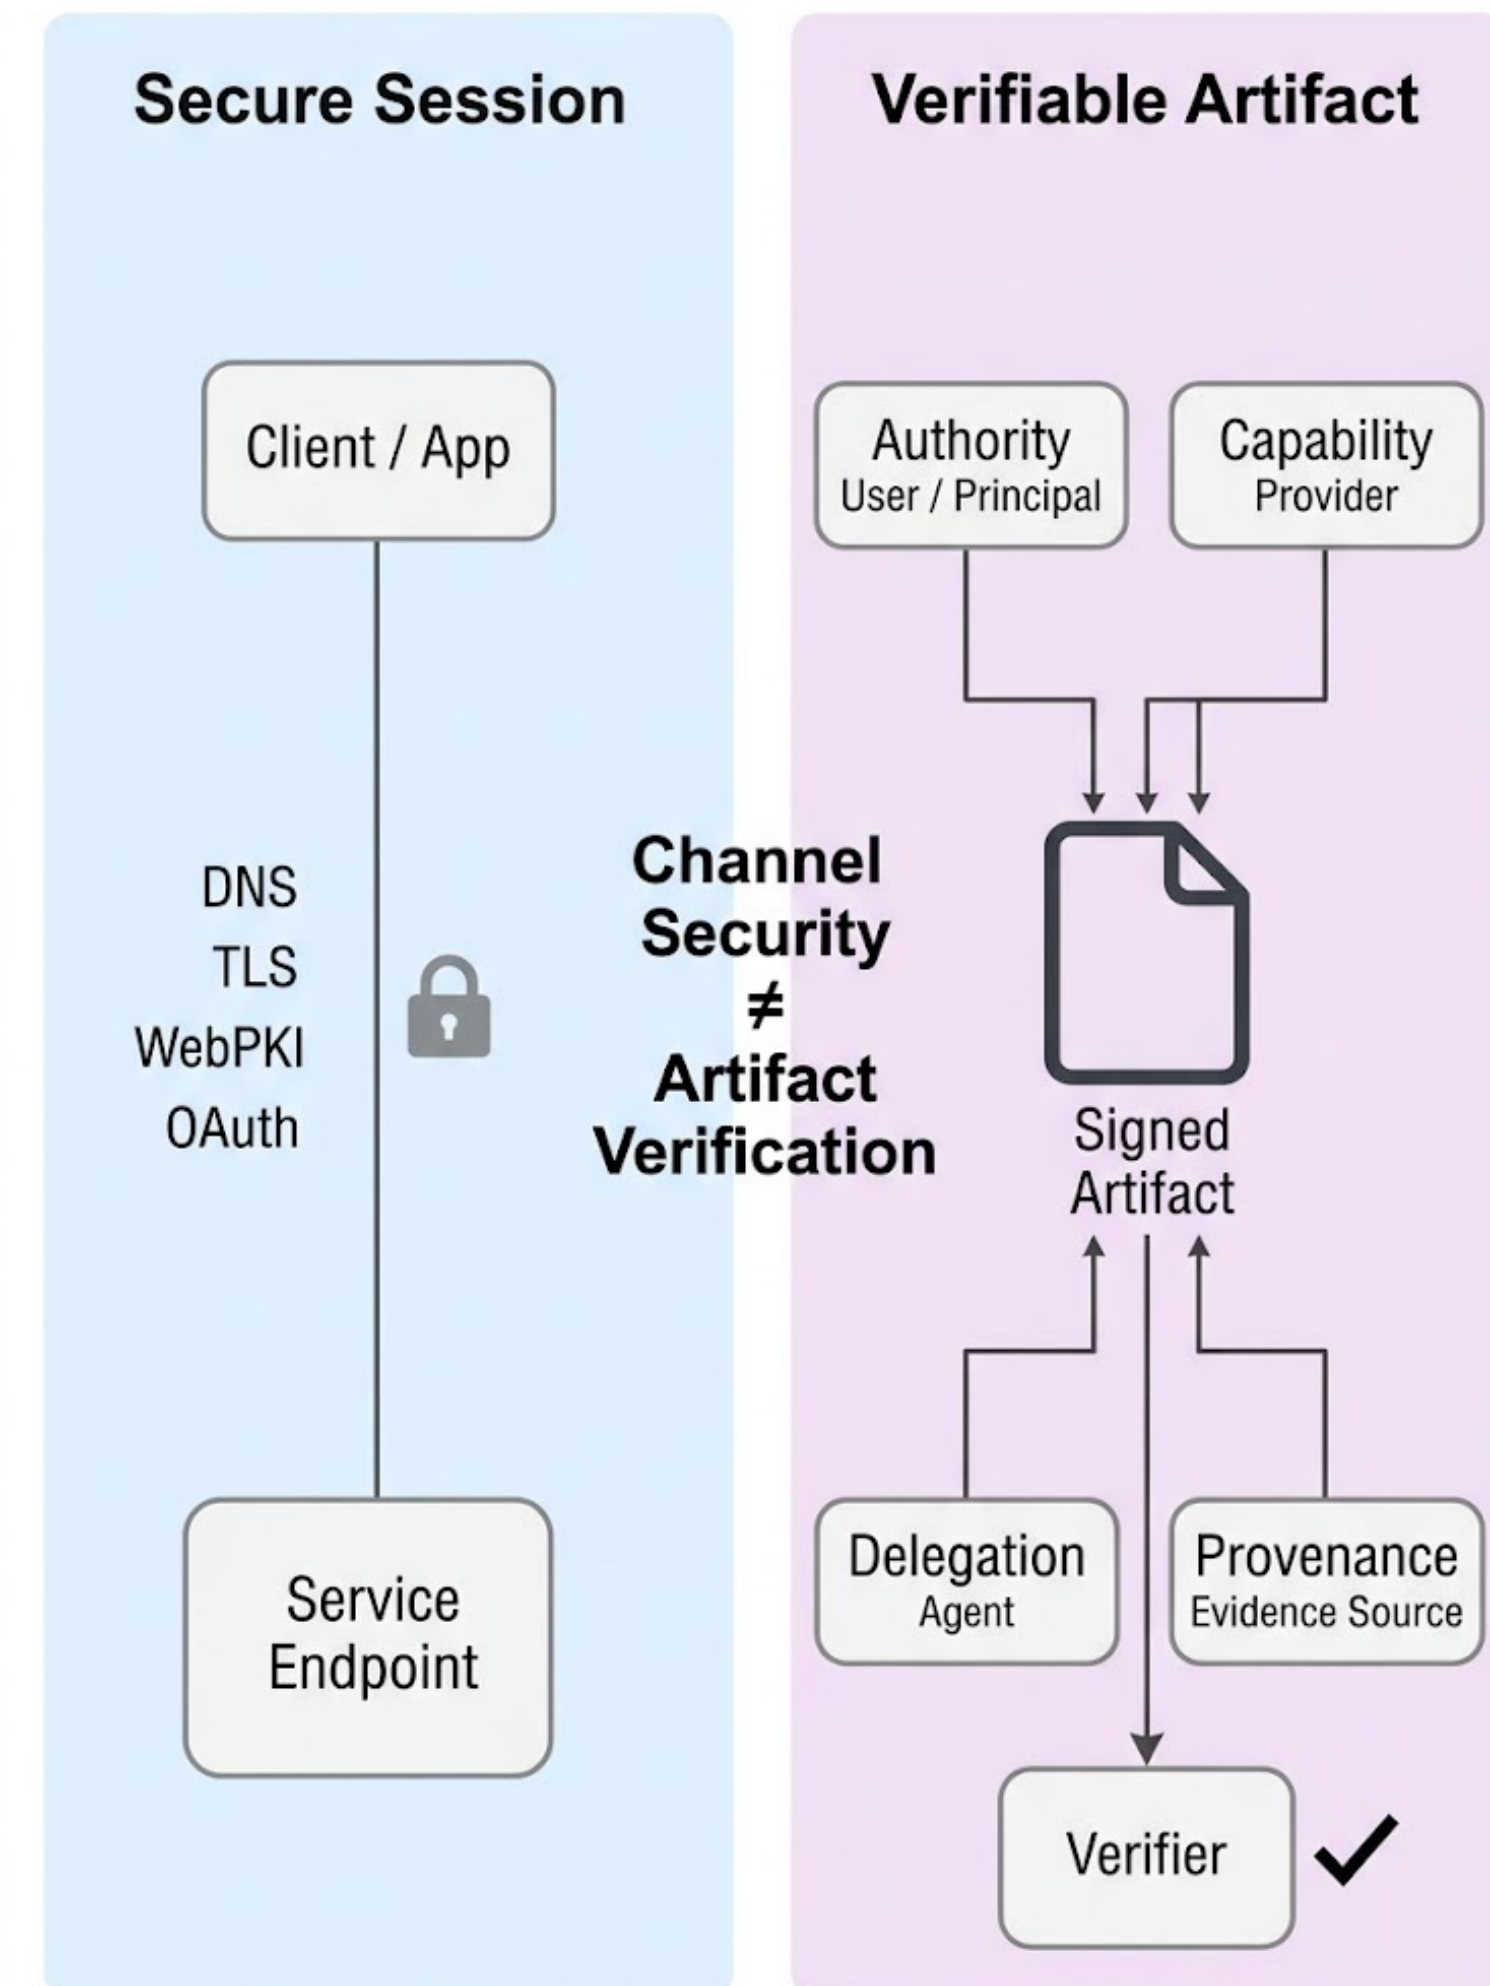 Secure Session
Client / App
DNS
TLS
WebPKI
OAuth
Service
Endpoint
Channel
Security
≠
Artifact
Verification
Verifiable Artifact
Authority
User / Principal
Capability
Provider
Signed
Artifact
Delegation
Agent
Provenance
Evidence Source
Verifier